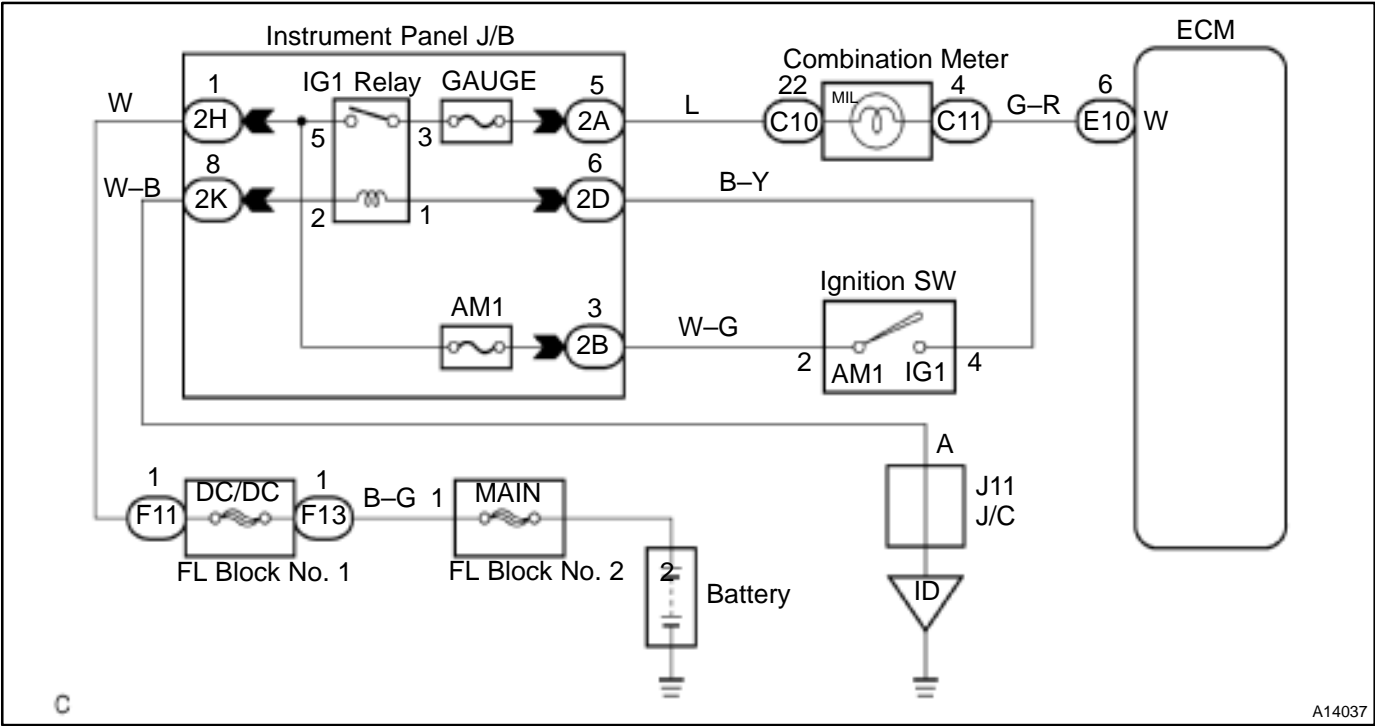 ECM
Instrument Panel J/B
Combination Meter
1
IG1 Relay
GAUGE
5
22
4
6
W
2H
2A
L
C10
MIL
C11
G–R
E10
W
5
3
8
6
W–B
2K
2D
B–Y
2
1
Ignition SW
AM1
3
2B
W–G
2
AM1
IG1
4
A
J11
J/C
1
DC/DC
1
F11
F13
B–G
1
MAIN
FL Block No. 1
FL Block No. 2
2
Battery
ID
C
A14037